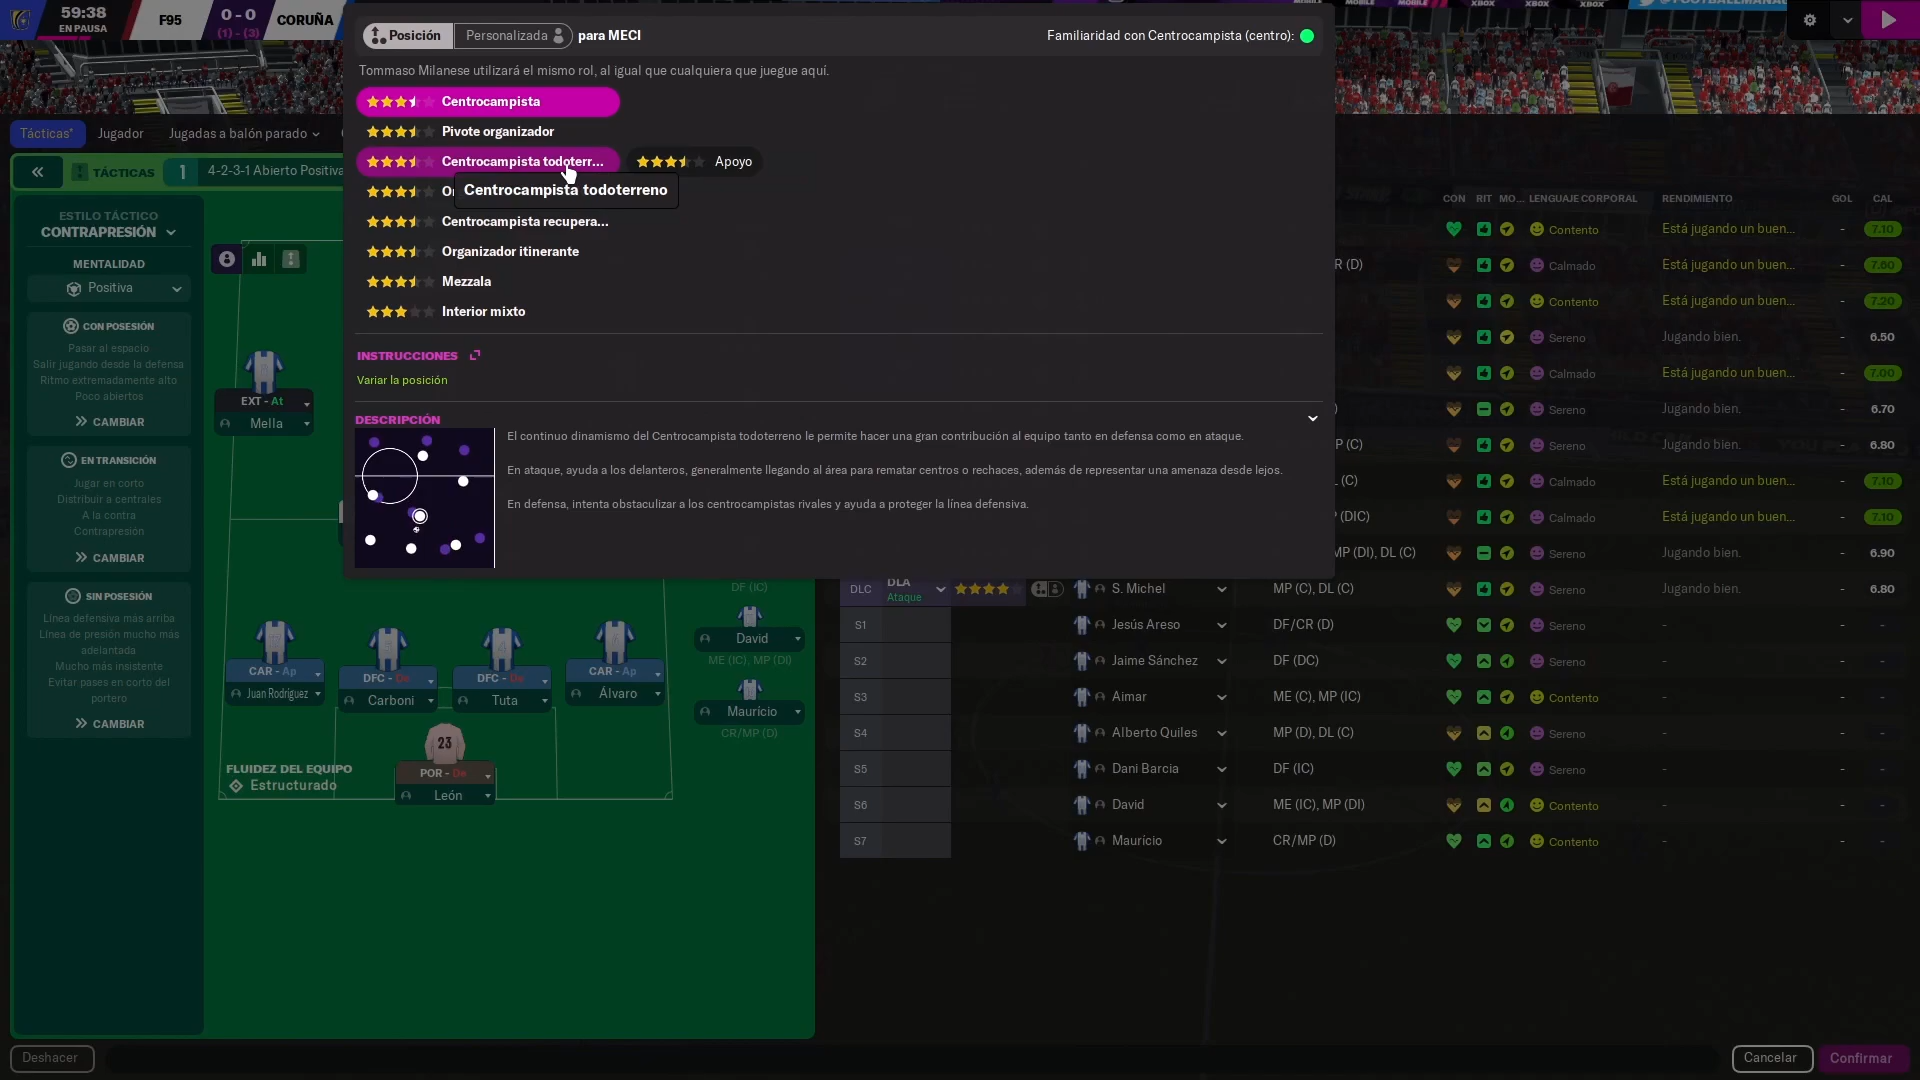 59:38
EN PAUSA
F95
0 - 0
(1) - (3)
CORUÑA
Posición
Personalizada
para MECI
Familiaridad con Centrocampista (centro):
Tommaso Milanese utilizará el mismo rol, al igual que cualquiera que juegue aquí.
Centrocampista
Pivote organizador
Centrocampista todoterr...
Apoyo
Centrocampista todoterreno
Centrocampista recupera...
Organizador itinerante
Mezzala
Interior mixto
INSTRUCCIONES
Variar la posición
DESCRIPCIÓN
El continuo dinamismo del Centrocampista todoterreno le permite hacer una gran contribución al equipo tanto en defensa como en ataque.
En ataque, ayuda a los delanteros, generalmente llegando al área para rematar centros o rechaces, además de representar una amenaza desde lejos.
En defensa, intenta obstaculizar a los centrocampistas rivales y ayuda a proteger la línea defensiva.
Tácticas*
Jugador
Jugadas a balón parado
TÁCTICAS
1
4-2-3-1 Abierto Positiva
ESTILO TÁCTICO
CONTRAPRESIÓN
MENTALIDAD
Positiva
CON POSESIÓN
Pasar al espacio
Salir jugando desde la defensa
Ritmo extremadamente alto
Poco abiertos
CAMBIAR
EN TRANSICIÓN
Jugar en corto
Distribuir a centrales
A la contra
Contrapresión
CAMBIAR
SIN POSESIÓN
Línea defensiva más arriba
Línea de presión mucho más
adelantada
Mucho más insistente
Evitar pases en corto del
portero
CAMBIAR
EXT - At
Mella
CAR - Ap
Juan Rodríguez
DFC - De
Carboni
DFC - De
Tuta
CAR - Ap
Álvaro
23
POR - De
León
FLUIDEZ DEL EQUIPO
Estructurado
DF (IC)
David
ME (IC), MP (DI)
Maurício
CR/MP (D)
CON RIT MO... LENGUAJE CORPORAL RENDIMIENTO GOL CAL
Contento Está jugando un buen... - 7.10
R (D) Calmado Está jugando un buen... - 7.60
Contento Está jugando un buen... - 7.20
Sereno Jugando bien. - 6.50
Calmado Está jugando un buen... - 7.00
) Sereno Jugando bien. - 6.70
(C) Sereno Jugando bien. - 6.80
(C) Calmado Está jugando un buen... - 7.10
(DIC) Calmado Está jugando un buen... - 7.10
MP (DI), DL (C) Sereno Jugando bien. - 6.90
DLC DLA Ataque S. Michel MP (C), DL (C) Sereno Jugando bien. - 6.80
S1 Jesús Areso DF/CR (D) Sereno - - -
S2 Jaime Sánchez DF (DC) Sereno - - -
S3 Aimar ME (C), MP (IC) Contento - - -
S4 Alberto Quiles MP (D), DL (C) Sereno - - -
S5 Dani Barcia DF (IC) Sereno - - -
S6 David ME (IC), MP (DI) Contento - - -
S7 Maurício CR/MP (D) Contento - - -
Deshacer
Cancelar
Confirmar